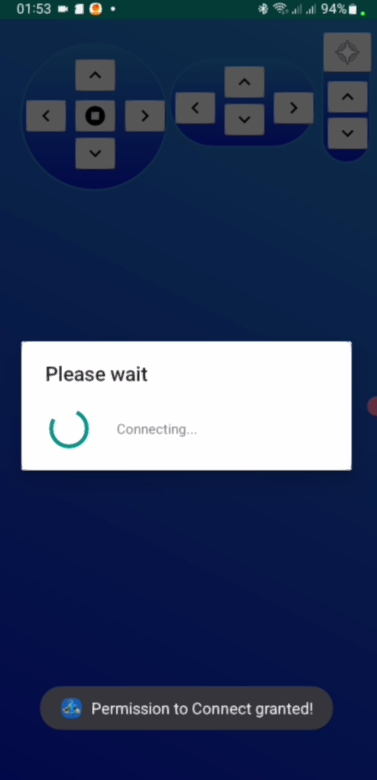 01:53
94%
Please wait
Connecting...
Permission to Connect granted!